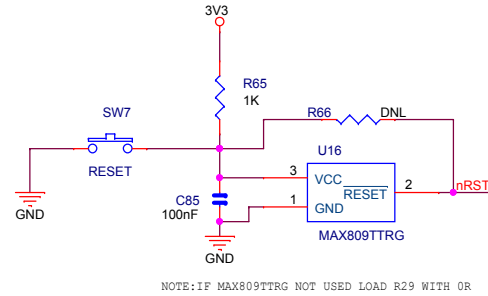 3V3
R65
1K
R66
DNL
SW7
RESET
U16
3
VCC
RESET
2
nRST
1
GND
C85
100nF
MAX809TTRG
GND
GND
NOTE:IF MAX809TTRG NOT USED LOAD R29 WITH 0R